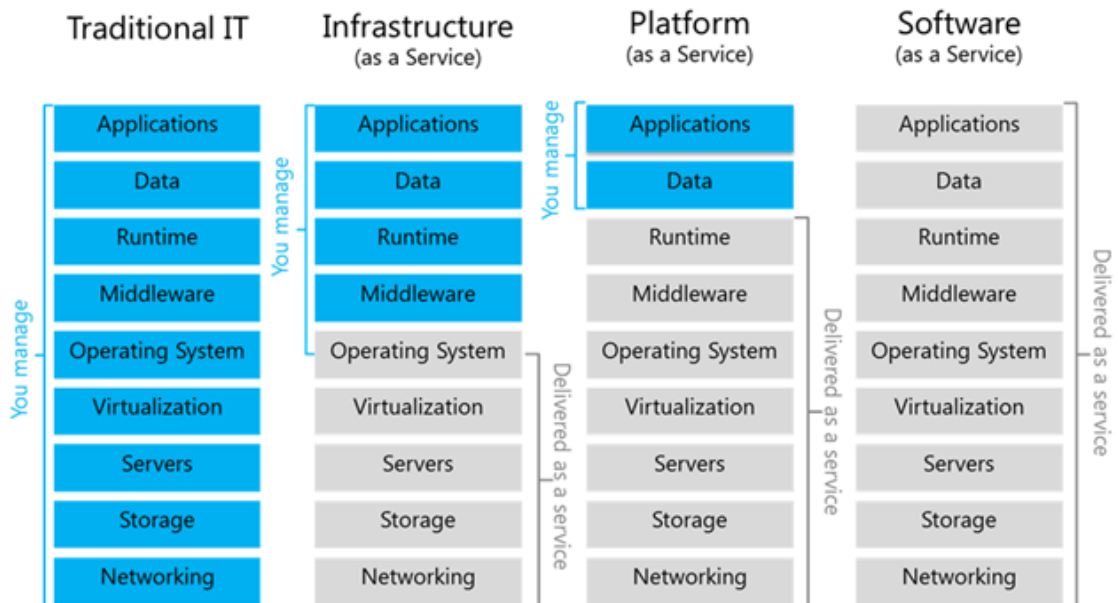 Traditional IT
Infrastructure
(as a Service)
Platform
(as a Service)
Software
(as a Service)
You manage
Applications
Data
Runtime
Middleware
Operating System
Virtualization
Servers
Storage
Networking
You manage
Applications
Data
Runtime
Middleware
Operating System
Virtualization
Servers
Storage
Networking
Delivered as a service
You manage
Applications
Data
Runtime
Middleware
Operating System
Virtualization
Servers
Storage
Networking
Delivered as a service
Applications
Data
Runtime
Middleware
Operating System
Virtualization
Servers
Storage
Networking
Delivered as a service